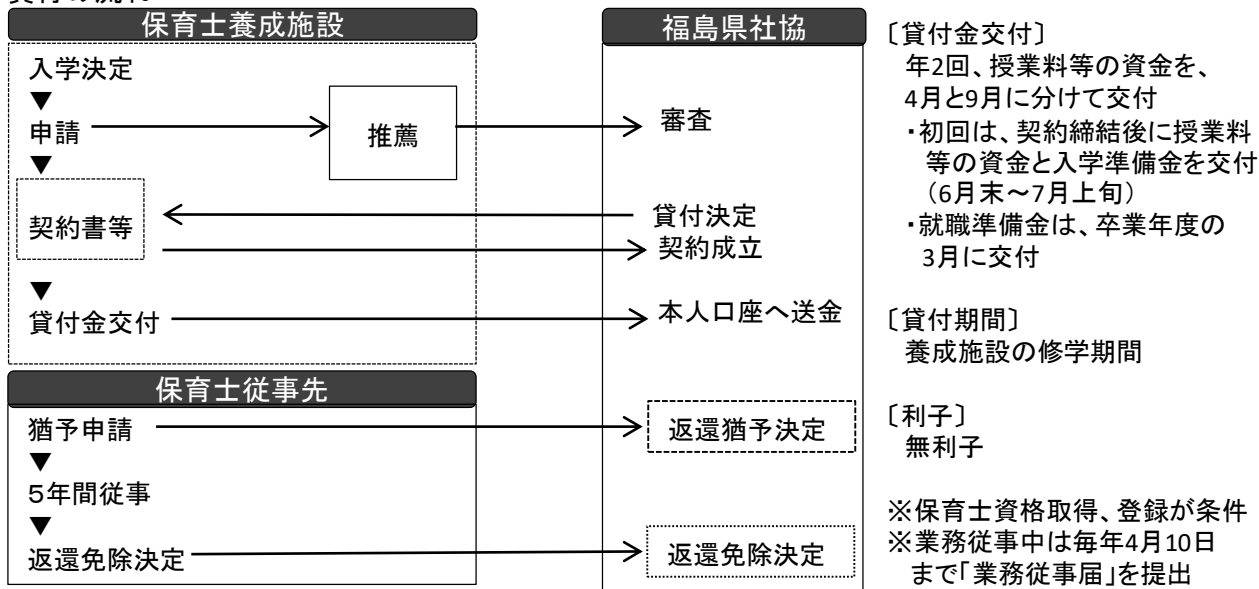 保育士養成施設
入学決定
▼
申請
推薦
▼
契約書等
▼
貸付金交付
保育士従事先
猶予申請
▼
5年間従事
▼
返還免除決定
福島県社協
審査
貸付決定
契約成立
本人口座へ送金
返還猶予決定
返還免除決定
〔貸付金交付〕
年2回、授業料等の資金を、
4月と9月に分けて交付
・初回は、契約締結後に授業料
等の資金と入学準備金を交付
（6月末～7月上旬）
・就職準備金は、卒業年度の
3月に交付
〔貸付期間〕
養成施設の修学期間
〔利子〕
無利子
※保育士資格取得、登録が条件
※業務従事中は毎年4月10日
まで「業務従事届」を提出